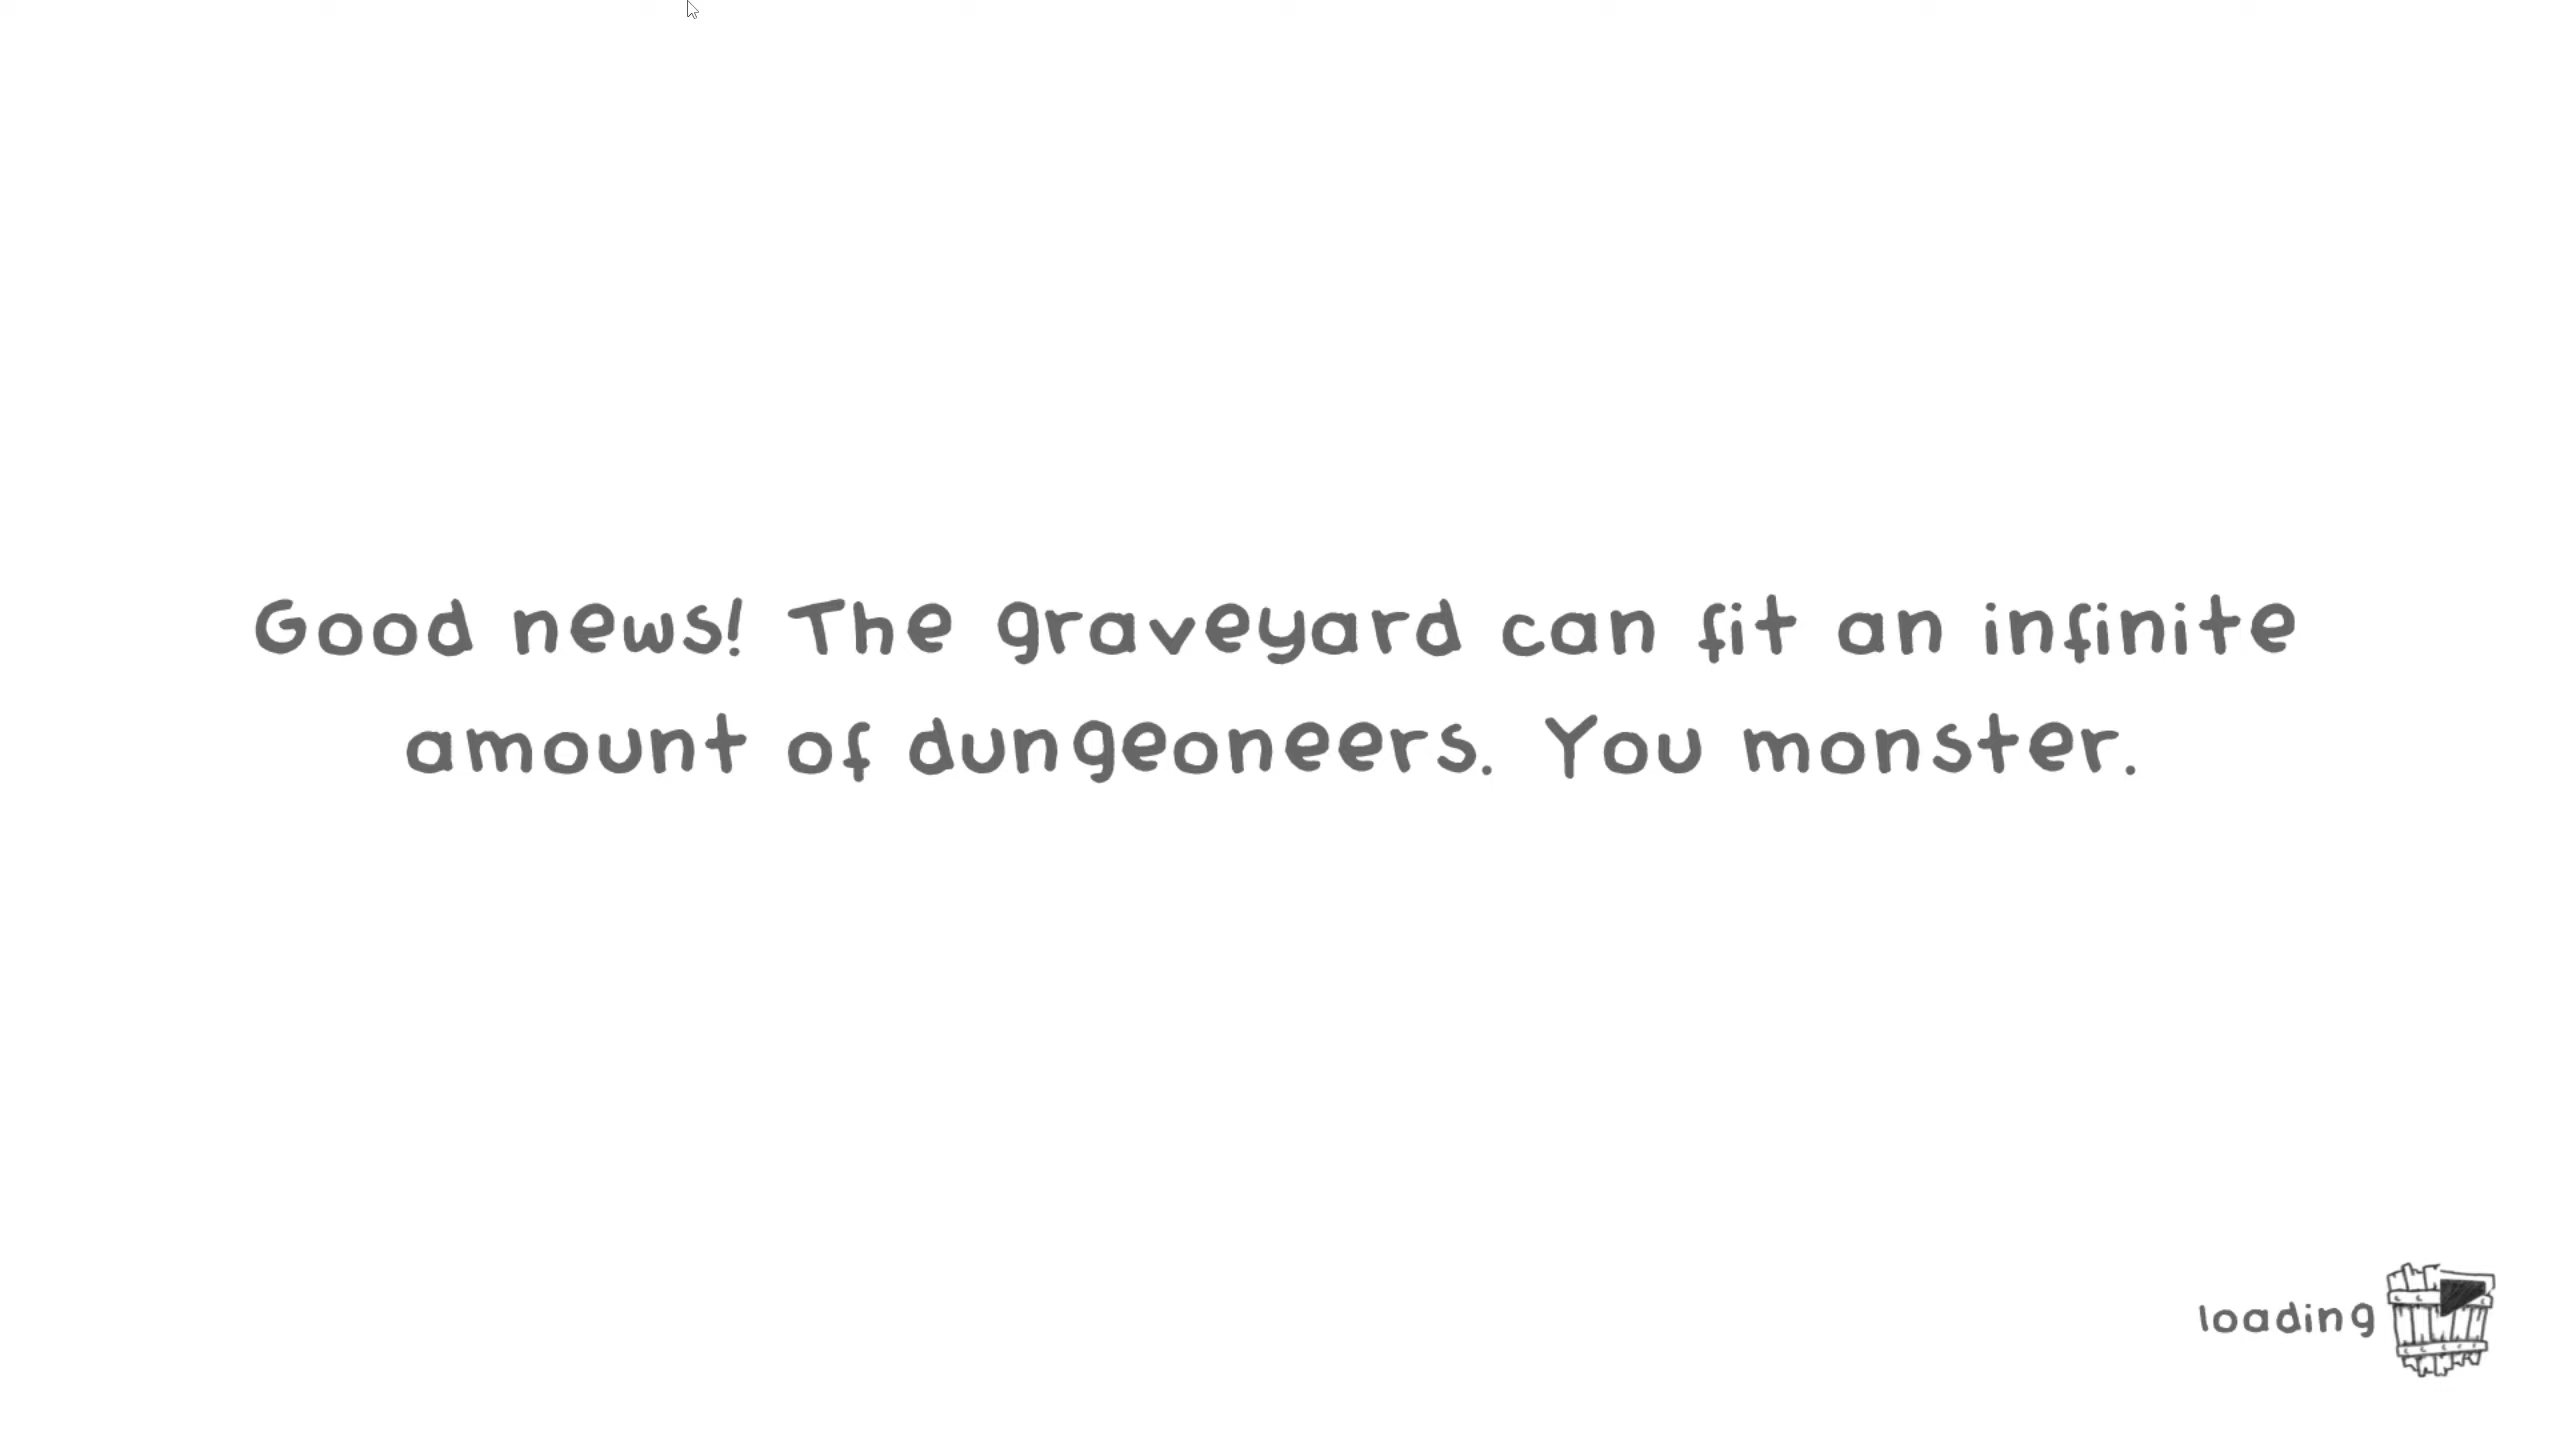 Good news! The graveyard can fit an infinite
amount of dungeoneers. You monster.
loading